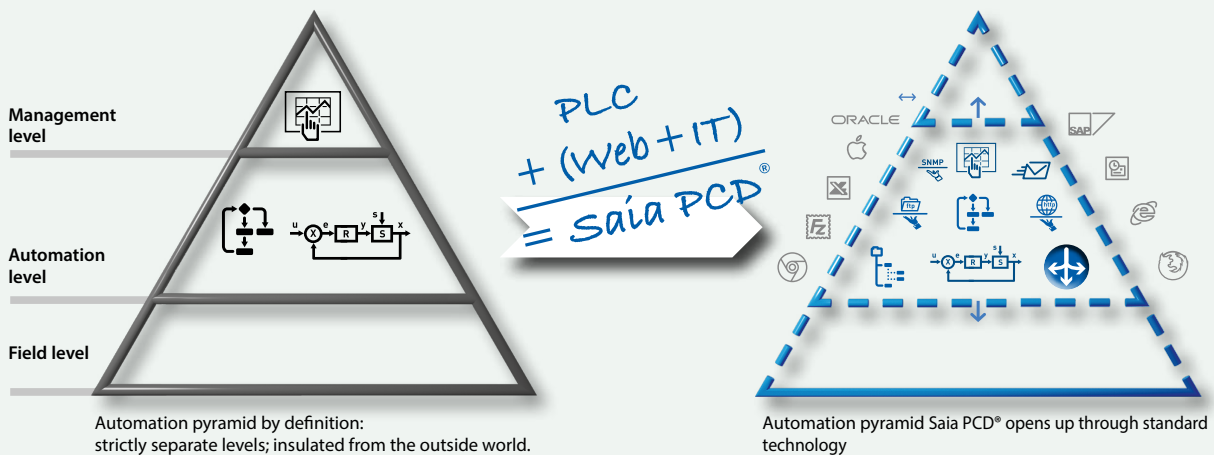 Management
level
Automation
level
Field level
u e R y s S x
X
Automation pyramid by definition:
strictly separate levels; insulated from the outside world.
PLC
+ (Web + IT)
= Saia PCD®
ORACLE
SAP
SNMP
X
ftp
http
FZ
e
u e R y s S x
X
Automation pyramid Saia PCD® opens up through standard
technology